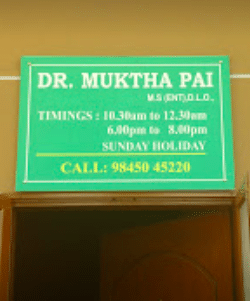 DR. MUKTHA PAI
M.S (ENT),D.L.O.,
TIMINGS : 10.30am to 12.30am
6.00pm to 8.00pm
SUNDAY HOLIDAY
CALL: 98450 45220